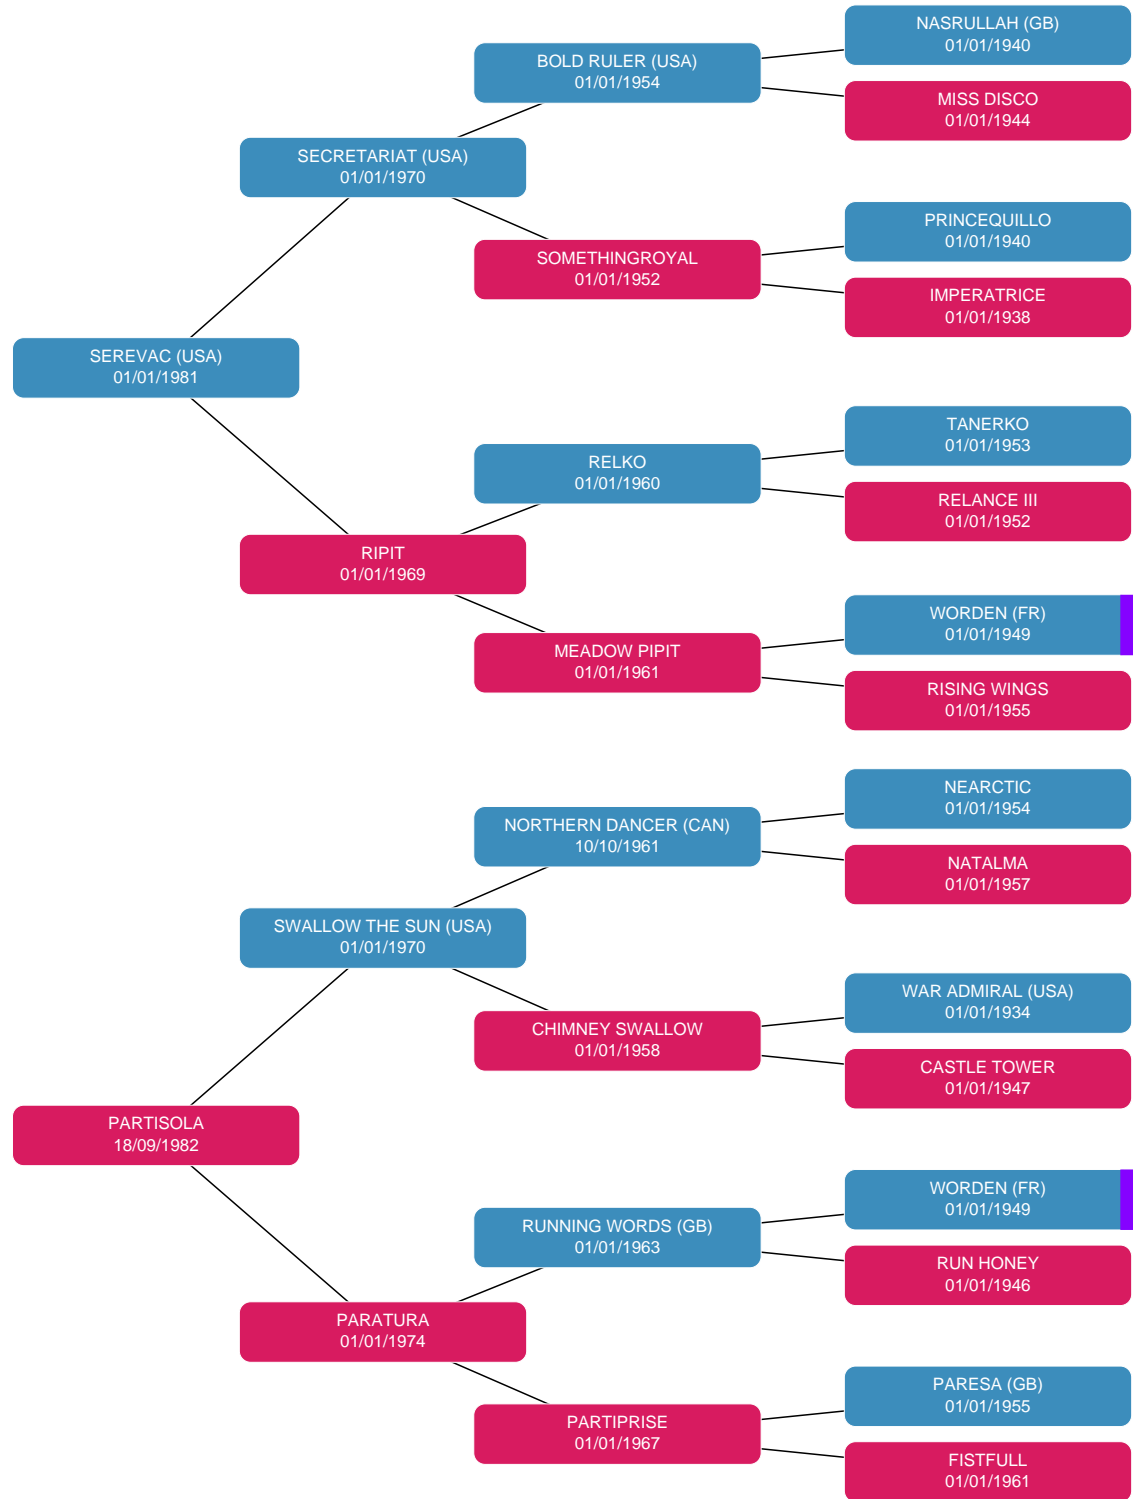 NASRULLAH (GB)
01/01/1940
BOLD RULER (USA)
01/01/1954
MISS DISCO
01/01/1944
SECRETARIAT (USA)
01/01/1970
PRINCEQUILLO
01/01/1940
SOMETHINGROYAL
01/01/1952
IMPERATRICE
01/01/1938
SEREVAC (USA)
01/01/1981
TANERKO
01/01/1953
RELKO
01/01/1960
RELANCE III
01/01/1952
RIPIT
01/01/1969
WORDEN (FR)
01/01/1949
MEADOW PIPIT
01/01/1961
RISING WINGS
01/01/1955
NEARCTIC
01/01/1954
NORTHERN DANCER (CAN)
10/10/1961
NATALMA
01/01/1957
SWALLOW THE SUN (USA)
01/01/1970
WAR ADMIRAL (USA)
01/01/1934
CHIMNEY SWALLOW
01/01/1958
CASTLE TOWER
01/01/1947
PARTISOLA
18/09/1982
WORDEN (FR)
01/01/1949
RUNNING WORDS (GB)
01/01/1963
RUN HONEY
01/01/1946
PARATURA
01/01/1974
PARESA (GB)
01/01/1955
PARTIPRISE
01/01/1967
FISTFULL
01/01/1961